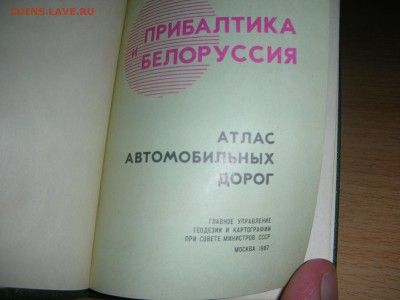 COINS.LAVE.RU
ПРИБАЛТИКА
И
БЕЛОРУССИЯ
АТЛАС
АВТОМОБИЛЬНЫХ
ДОРОГ
ГЛАВНОЕ УПРАВЛЕНИЕ
ГЕОДЕЗИИ И КАРТОГРАФИИ
ПРИ СОВЕТЕ МИНИСТРОВ СССР
МОСКВА 1967